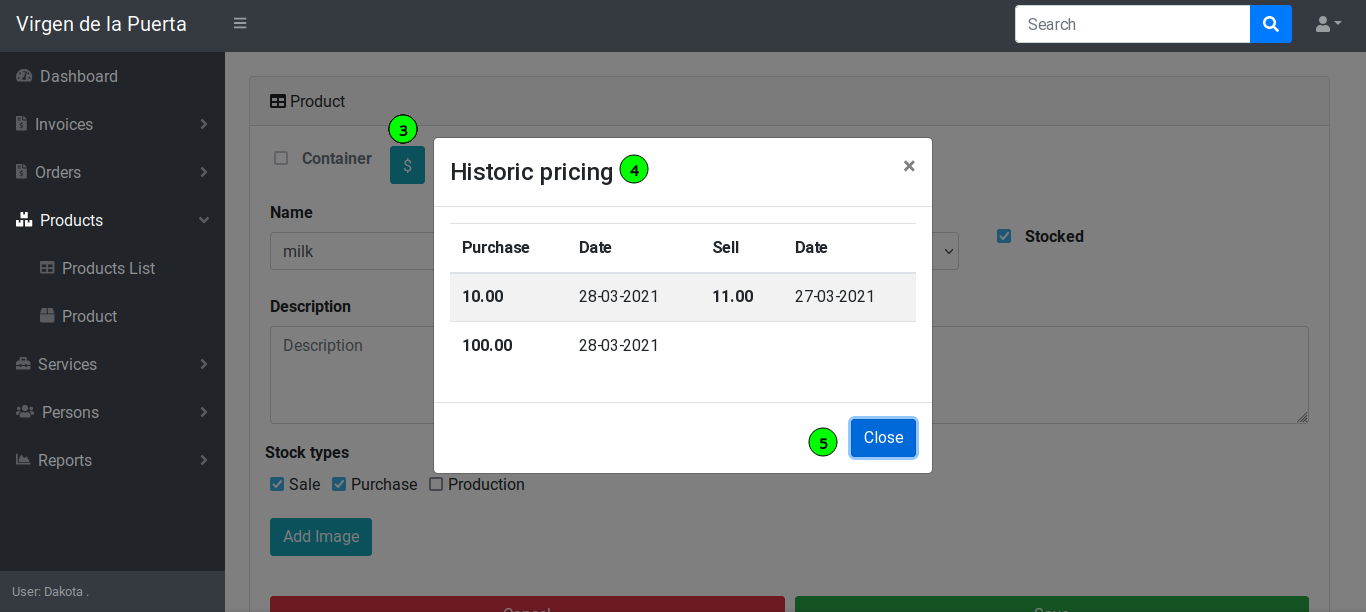 Virgen de la Puerta
Search
Dashboard
Invoices
Orders
Products
Products List
Product
Services
Persons
Reports
User: Dakota .
Product
3
Container
$
Name
milk
Stocked
Description
Description
Stock types
Sale Purchase Production
Add Image
Cancel Save
Historic pricing 4
×
Purchase Date Sell Date
10.00 28-03-2021 11.00 27-03-2021
100.00 28-03-2021
5 Close